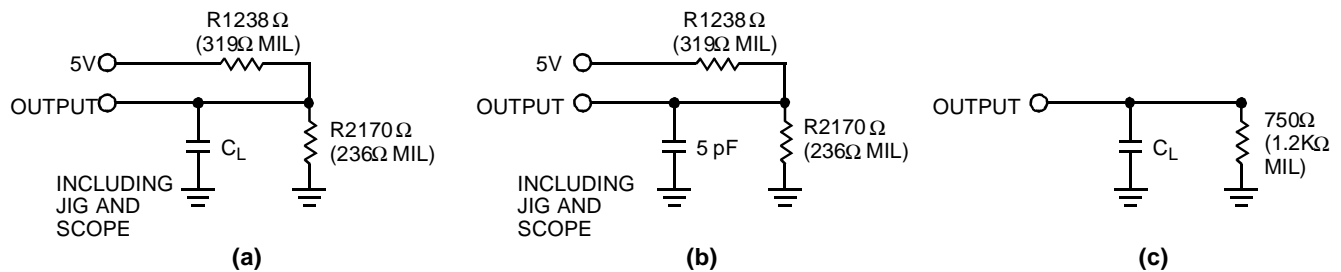 R1238Ω
(319Ω MIL)
5V
OUTPUT
C_L
R2170Ω
(236Ω MIL)
INCLUDING
JIG AND
SCOPE
(a)
R1238Ω
(319Ω MIL)
5V
OUTPUT
5 pF
R2170Ω
(236Ω MIL)
INCLUDING
JIG AND
SCOPE
(b)
OUTPUT
C_L
750Ω
(1.2KΩ
MIL)
(c)